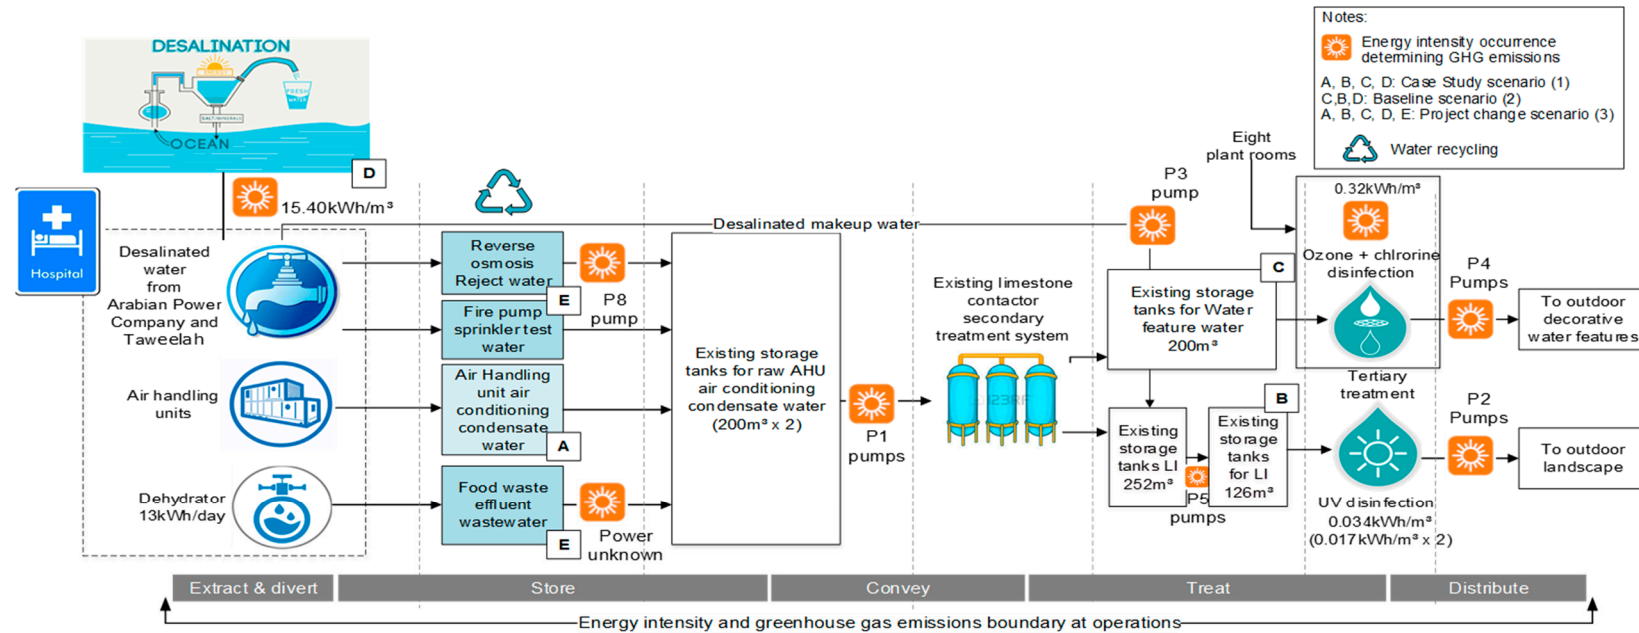 DESALINATION
ENERGY
FRESH
WATER
SALT/MINERALS
OCEAN
D
15.40kWh/m³
Hospital
Desalinated
water
from
Arabian Power
Company and
Taweelah
Air handling
units
Dehydrator
13kWh/day
Reverse
osmosis
Reject water
E
P8
pump
Fire pump
sprinkler test
water
Air Handling
unit air
conditioning
condensate
water
A
Food waste
effluent
wastewater
E
Power
unknown
Desalinated makeup water
Existing storage
tanks for raw AHU
air conditioning
condensate water
(200m³ x 2)
P1
pumps
Existing limestone
contactor
secondary
treatment system
123RF
P3
pump
Eight
plant rooms
Existing storage
tanks for Water
feature water
200m³
C
Existing
storage
tanks LI
252m³
P5
pumps
Existing
storage
tanks
for LI
126m³
B
0.32kWh/m³
Ozone + chlrorine
disinfection
Tertiary
treatment
UV disinfection
0.034kWh/m³
(0.017kWh/m³ x 2)
P4
Pumps
To outdoor
decorative
water features
P2
Pumps
To outdoor
landscape
Notes:
Energy intensity occurrence
determining GHG emissions
A, B, C, D: Case Study scenario (1)
C,B,D: Baseline scenario (2)
A, B, C, D, E: Project change scenario (3)
Water recycling
Extract & divert
Store
Convey
Treat
Distribute
Energy intensity and greenhouse gas emissions boundary at operations